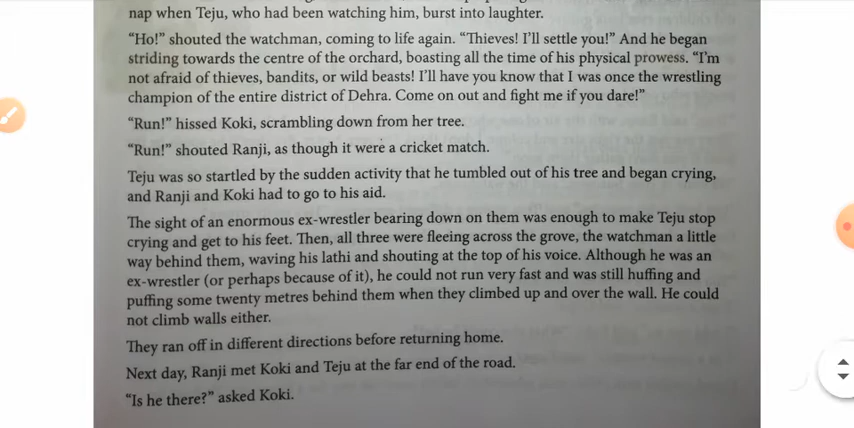 nap when Teju, who had been watching him, burst into laughter.
“Ho!” shouted the watchman, coming to life again. “Thieves! I’ll settle you!” And he began
striding towards the centre of the orchard, boasting all the time of his physical prowess. “I’m
not afraid of thieves, bandits, or wild beasts! I’ll have you know that I was once the wrestling
champion of the entire district of Dehra. Come on out and fight me if you dare!”
“Run!” hissed Koki, scrambling down from her tree.
“Run!” shouted Ranji, as though it were a cricket match.
Teju was so startled by the sudden activity that he tumbled out of his tree and began crying,
and Ranji and Koki had to go to his aid.
The sight of an enormous ex-wrestler bearing down on them was enough to make Teju stop
crying and get to his feet. Then, all three were fleeing across the grove, the watchman a little
way behind them, waving his lathi and shouting at the top of his voice. Although he was an
ex-wrestler (or perhaps because of it), he could not run very fast and was still huffing and
puffing some twenty metres behind them when they climbed up and over the wall. He could
not climb walls either.
They ran off in different directions before returning home.
Next day, Ranji met Koki and Teju at the far end of the road.
“Is he there?” asked Koki.